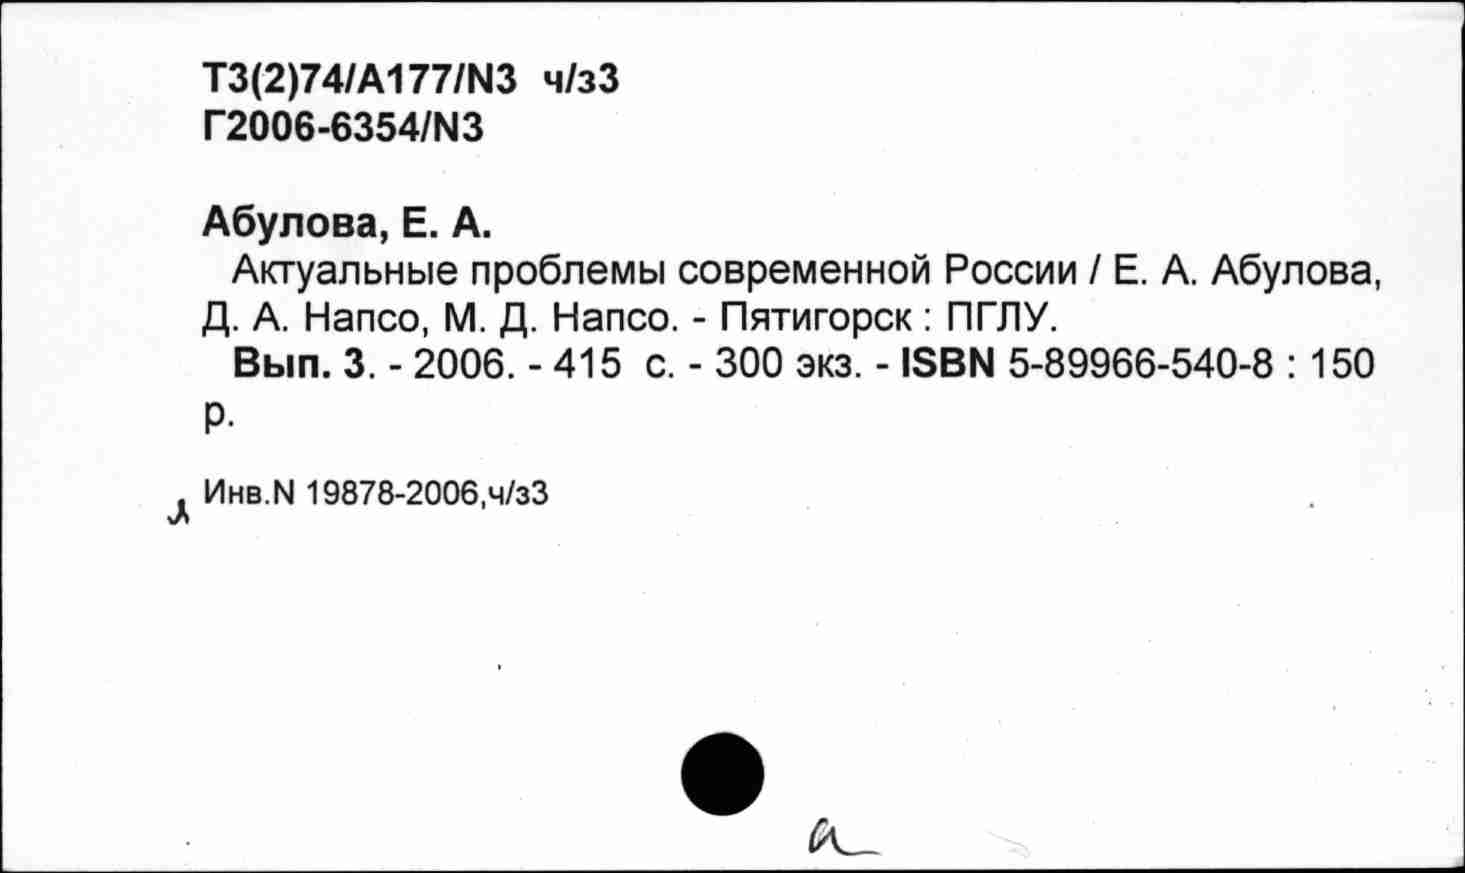 Т3(2)74/А177/N3 ч/з3
Г2006-6354/N3
Абулова, Е. А.
Актуальные проблемы современной России / Е. А. Абулова,
Д. А. Напсо, М. Д. Напсо. - Пятигорск : ПГЛУ.
Вып. 3. - 2006. - 415 с. - 300 экз. - ISBN 5-89966-540-8 : 150
р.
Инв.N 19878-2006,ч/з3